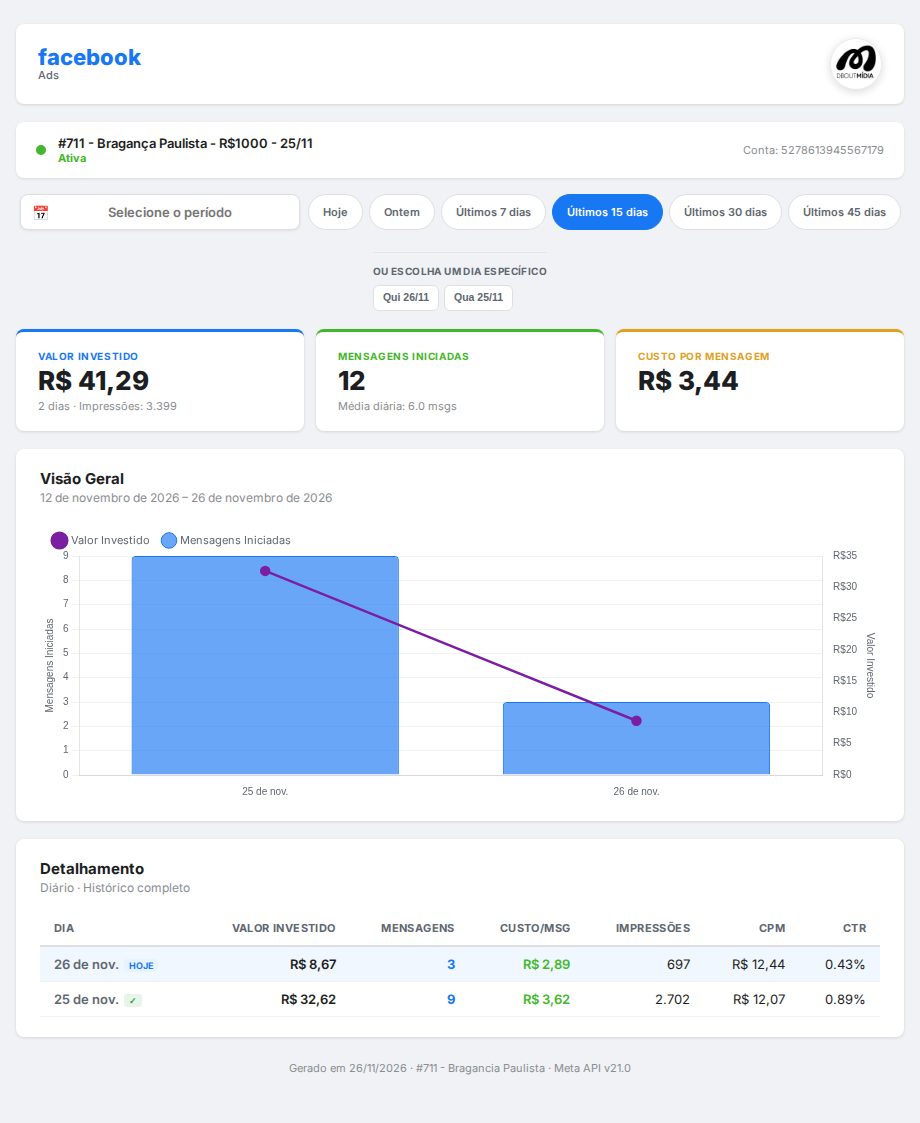 facebook
Ads
DBOUTMÍDIA
#711 - Bragança Paulista - R$1000 - 25/11
Ativa
Conta: 5278613945567179
Selecione o período
Hoje
Ontem
Últimos 7 dias
Últimos 15 dias
Últimos 30 dias
Últimos 45 dias
OU ESCOLHA UM DIA ESPECÍFICO
Qui 26/11
Qua 25/11
VALOR INVESTIDO
R$ 41,29
2 dias · Impressões: 3.399
MENSAGENS INICIADAS
12
Média diária: 6.0 msgs
CUSTO POR MENSAGEM
R$ 3,44
Visão Geral
12 de novembro de 2026 – 26 de novembro de 2026
Valor Investido
Mensagens Iniciadas
9
8
7
6
5
4
3
2
1
0
Mensagens Iniciadas
R$35
R$30
R$25
R$20
R$15
R$10
R$5
R$0
Valor Investido
25 de nov.
26 de nov.
Detalhamento
Diário · Histórico completo
DIA VALOR INVESTIDO MENSAGENS CUSTO/MSG IMPRESSÕES CPM CTR
26 de nov. HOJE R$ 8,67 3 R$ 2,89 697 R$ 12,44 0.43%
25 de nov. ✓ R$ 32,62 9 R$ 3,62 2.702 R$ 12,07 0.89%
Gerado em 26/11/2026 · #711 - Bragancia Paulista · Meta API v21.0